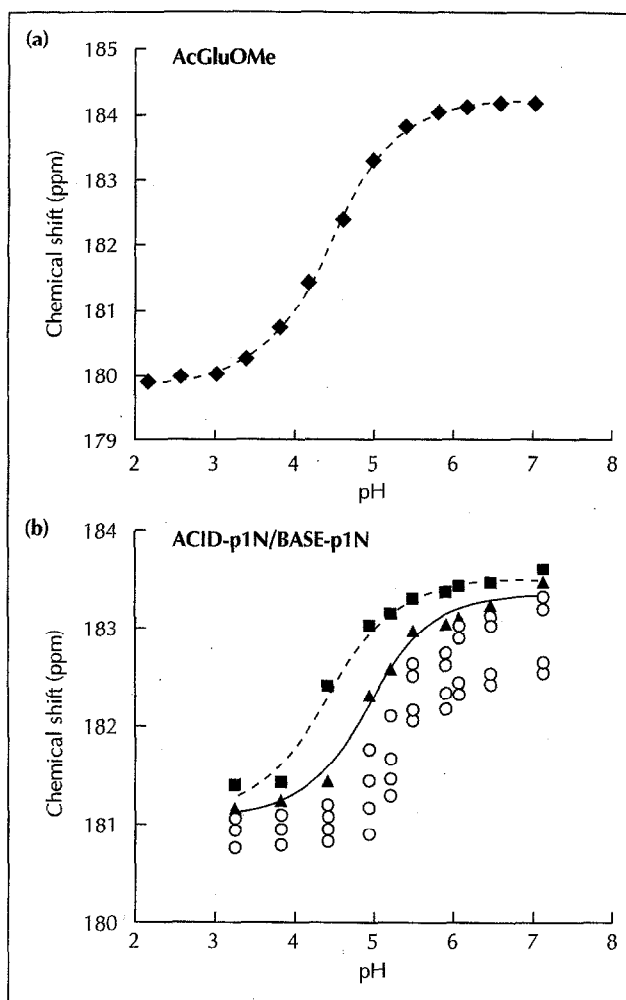 (a)
AcGluOMe
185
184
183
182
181
180
179
Chemical shift (ppm)
2 3 4 5 6 7 8
pH
(b)
ACID-p1N/BASE-p1N
184
183
182
181
180
Chemical shift (ppm)
2 3 4 5 6 7 8
pH